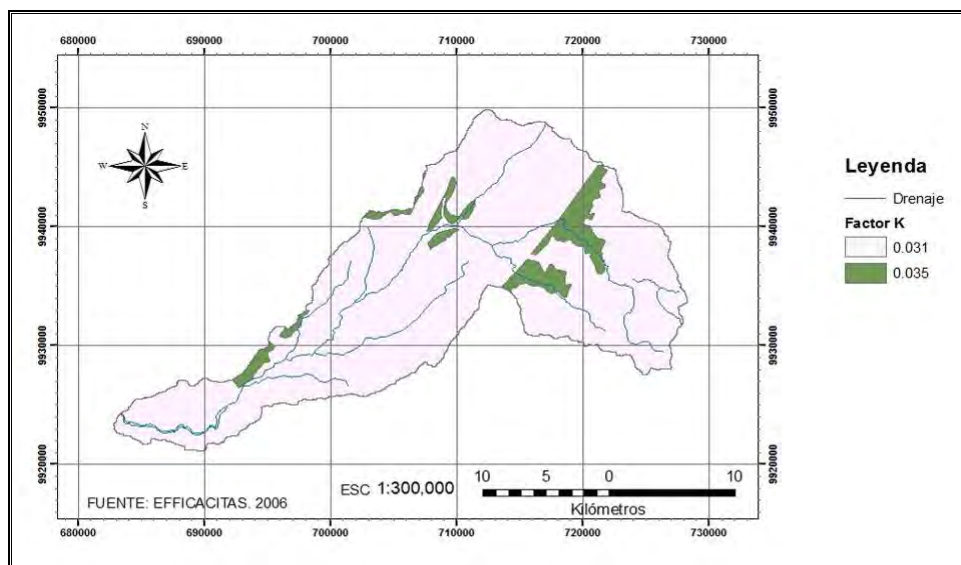 680000 690000 700000 710000 720000 730000
9950000 9950000
N
W E
S
9940000 9940000
9930000 9930000
9920000 9920000
Leyenda
Drenaje
Factor K
0.031
0.035
FUENTE: EFFICACITAS. 2006
ESC 1:300,000
10 5 0 10
Kilómetros
680000 690000 700000 710000 720000 730000